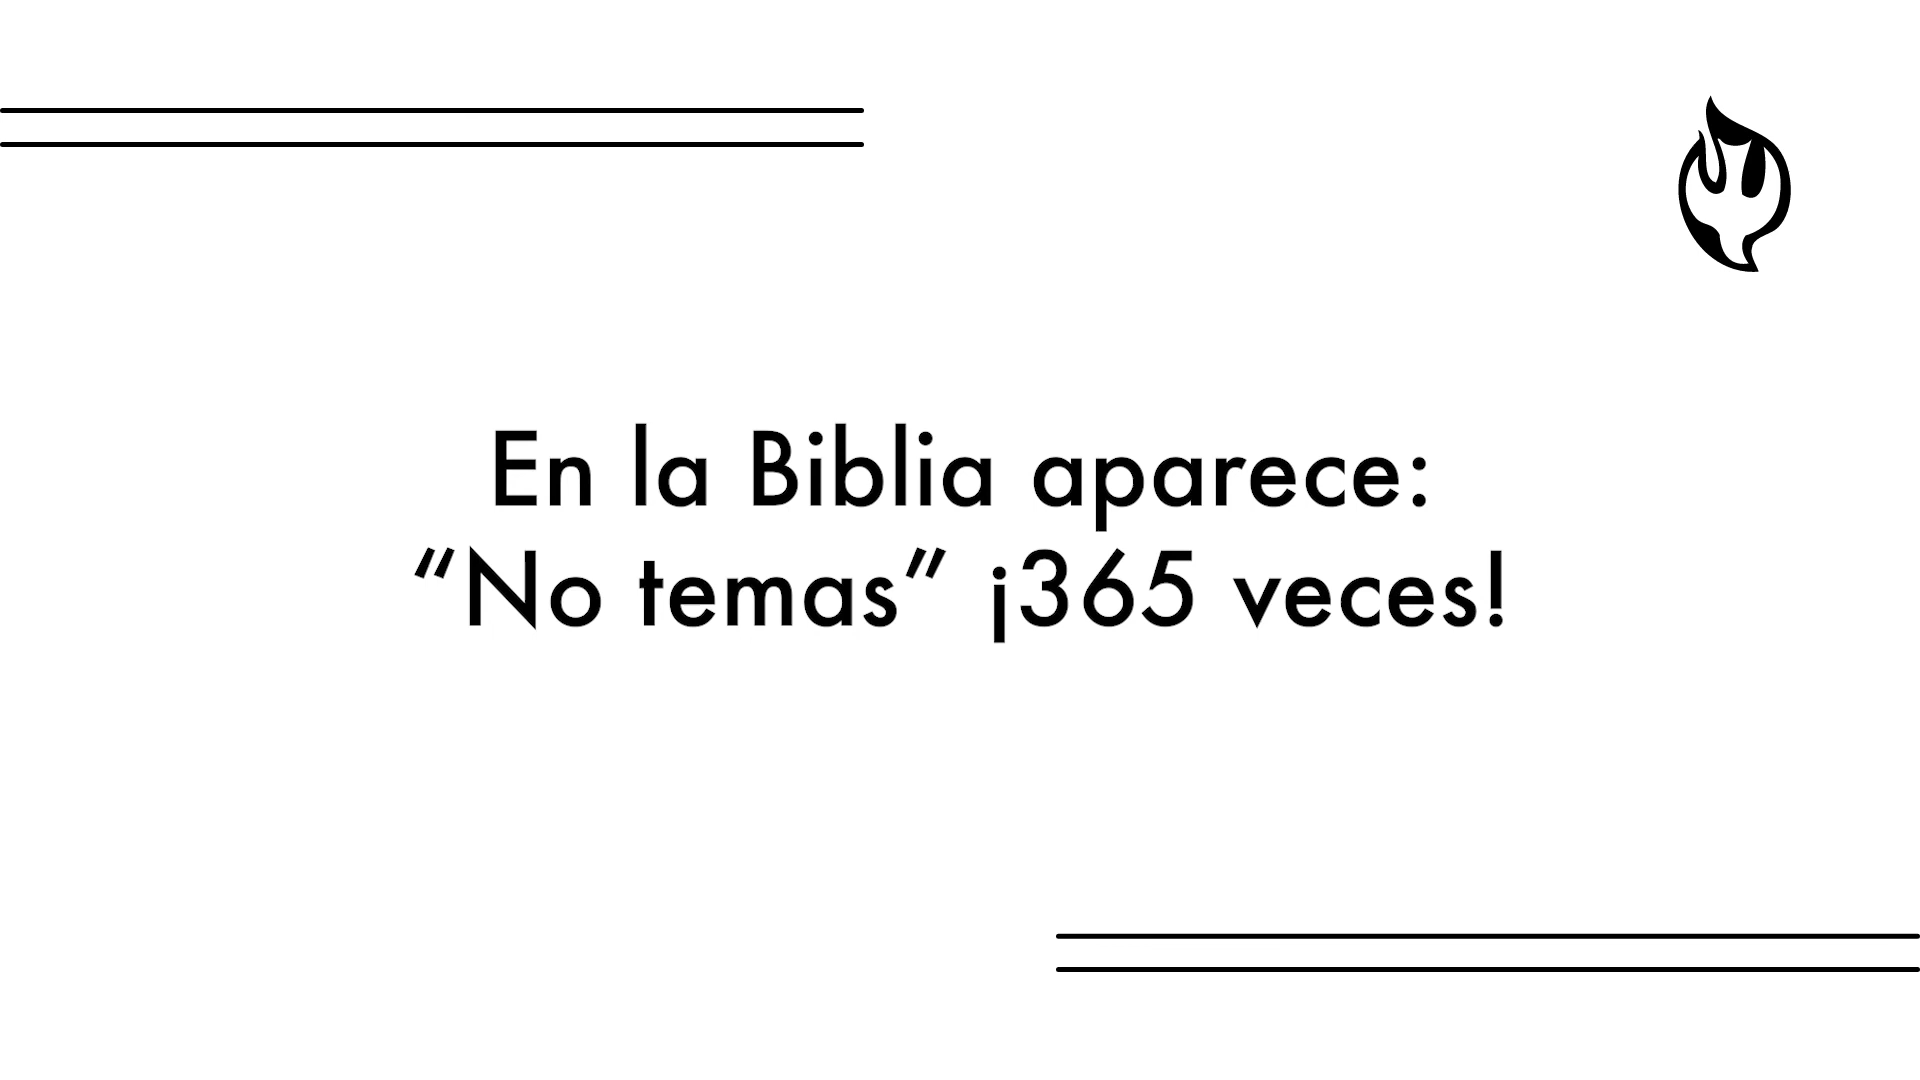 En la Biblia aparece:
“No temas” ¡365 veces!